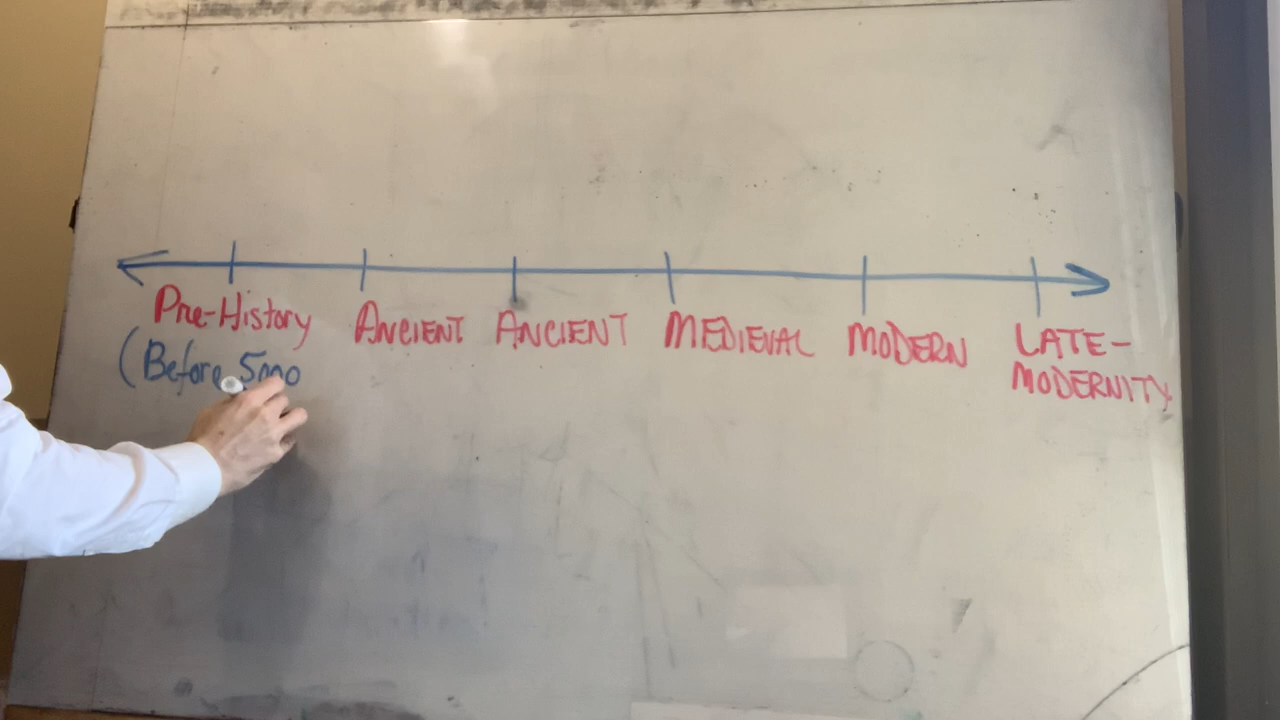 Pre-History ANCIENT ANCIENT MEDIEVAL MODERN LATE-
MODERNITY
(Before 5000